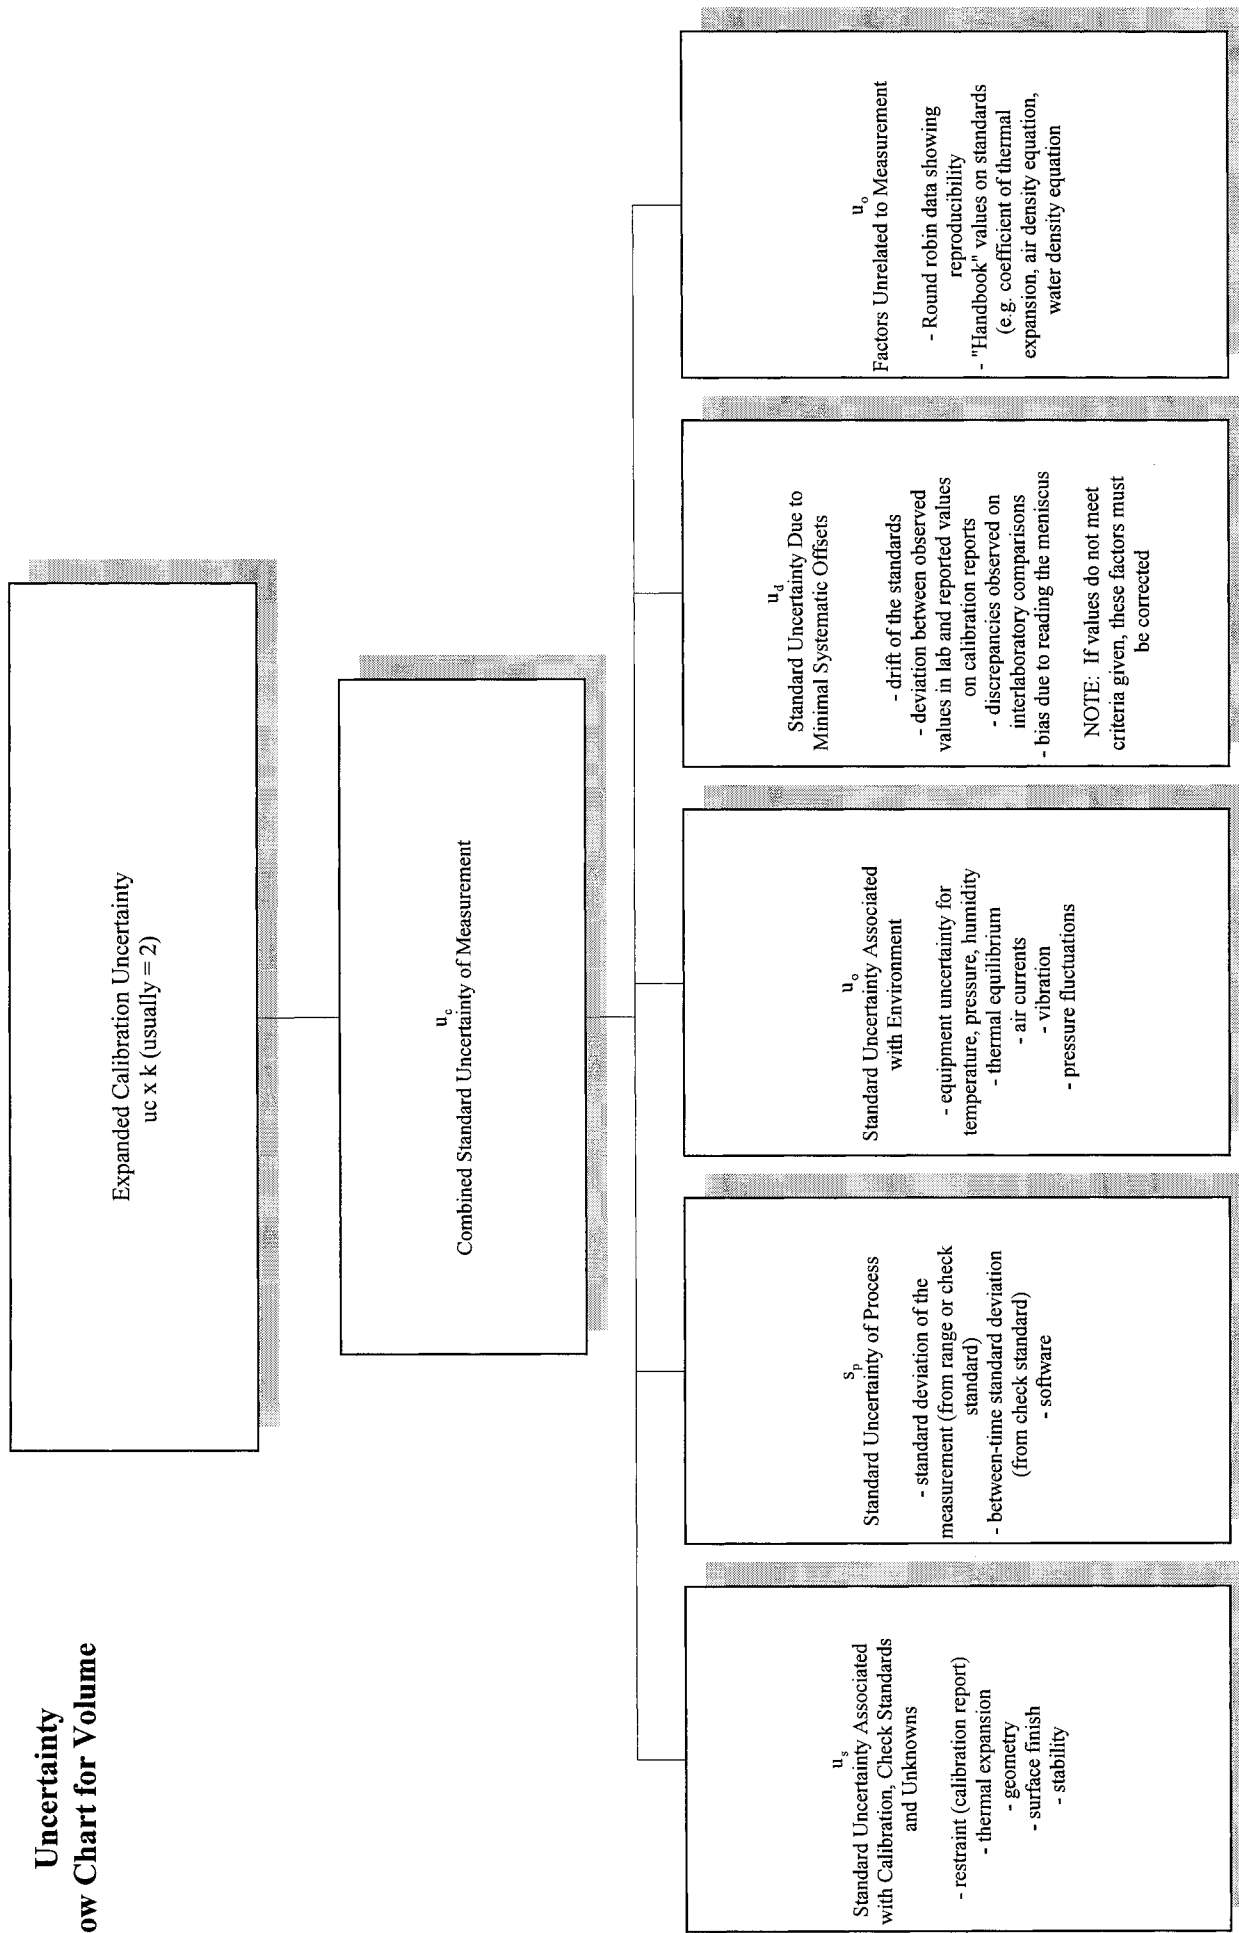 Uncertainty
ow Chart for Volume
Expanded Calibration Uncertainty
uc x k (usually = 2)
u_c
Combined Standard Uncertainty of Measurement
u_s
Standard Uncertainty Associated
with Calibration, Check Standards
and Unknowns
- restraint (calibration report)
- thermal expansion
- geometry
- surface finish
- stability
s_p
Standard Uncertainty of Process
- standard deviation of the
measurement (from range or check
standard)
- between-time standard deviation
(from check standard)
- software
u_o
Standard Uncertainty Associated
with Environment
- equipment uncertainty for
temperature, pressure, humidity
- thermal equilibrium
- air currents
- vibration
- pressure fluctuations
u_d
Standard Uncertainty Due to
Minimal Systematic Offsets
- drift of the standards
- deviation between observed
values in lab and reported values
on calibration reports
- discrepancies observed on
interlaboratory comparisons
- bias due to reading the meniscus
NOTE: If values do not meet
criteria given, these factors must
be corrected
u_o
Factors Unrelated to Measurement
- Round robin data showing
reproducibility
- "Handbook" values on standards
(e.g. coefficient of thermal
expansion, air density equation,
water density equation